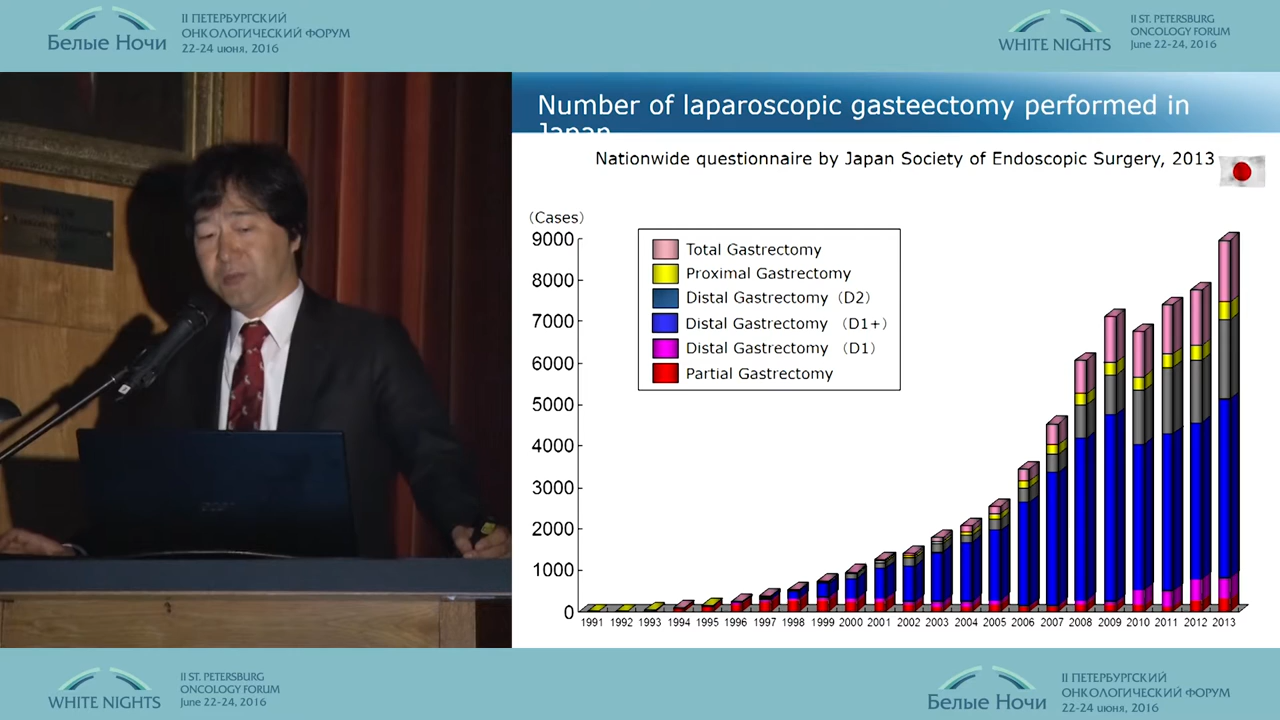 II ПЕТЕРБУРГСКИЙ
ОНКОЛОГИЧЕСКИЙ ФОРУМ
Белые Ночи
22-24 июня, 2016
II ST. PETERSBURG
ONCOLOGY FORUM
WHITE NIGHTS
June 22-24, 2016
Number of laparoscopic gasteectomy performed in
Japan
Nationwide questionnaire by Japan Society of Endoscopic Surgery, 2013
(Cases)
9000
8000
7000
6000
5000
4000
3000
2000
1000
0
Total Gastrectomy
Proximal Gastrectomy
Distal Gastrectomy (D2)
Distal Gastrectomy (D1+)
Distal Gastrectomy (D1)
Partial Gastrectomy
1991 1992 1993 1994 1995 1996 1997 1998 1999 2000 2001 2002 2003 2004 2005 2006 2007 2008 2009 2010 2011 2012 2013
II ST. PETERSBURG
ONCOLOGY FORUM
WHITE NIGHTS
June 22-24, 2016
II ПЕТЕРБУРГСКИЙ
ОНКОЛОГИЧЕСКИЙ ФОРУМ
Белые Ночи
22-24 июня, 2016